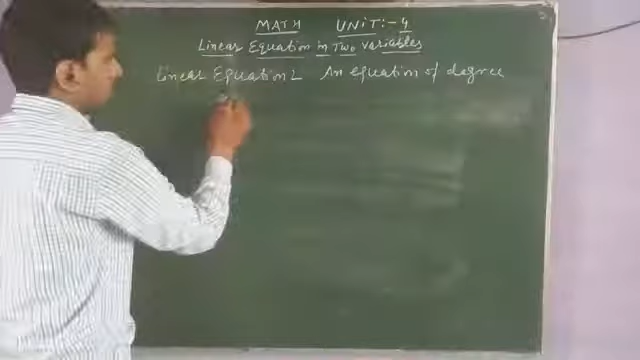 MATH UNIT:- 4
Linear Equation in Two Variables
Linear Equation:- An equation of degree